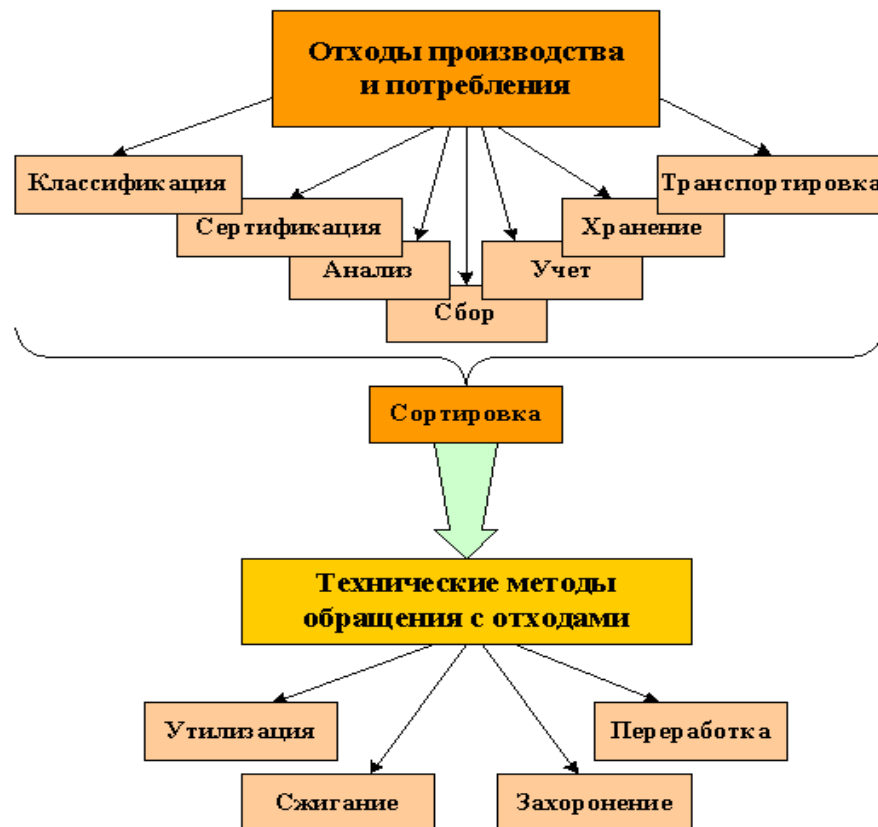 Отходы производства
и потребления
Классификация
Транспортировка
Сертификация
Хранение
Анализ
Учет
Сбор
Сортировка
Технические методы
обращения с отходами
Утилизация
Переработка
Сжигание
Захоронение